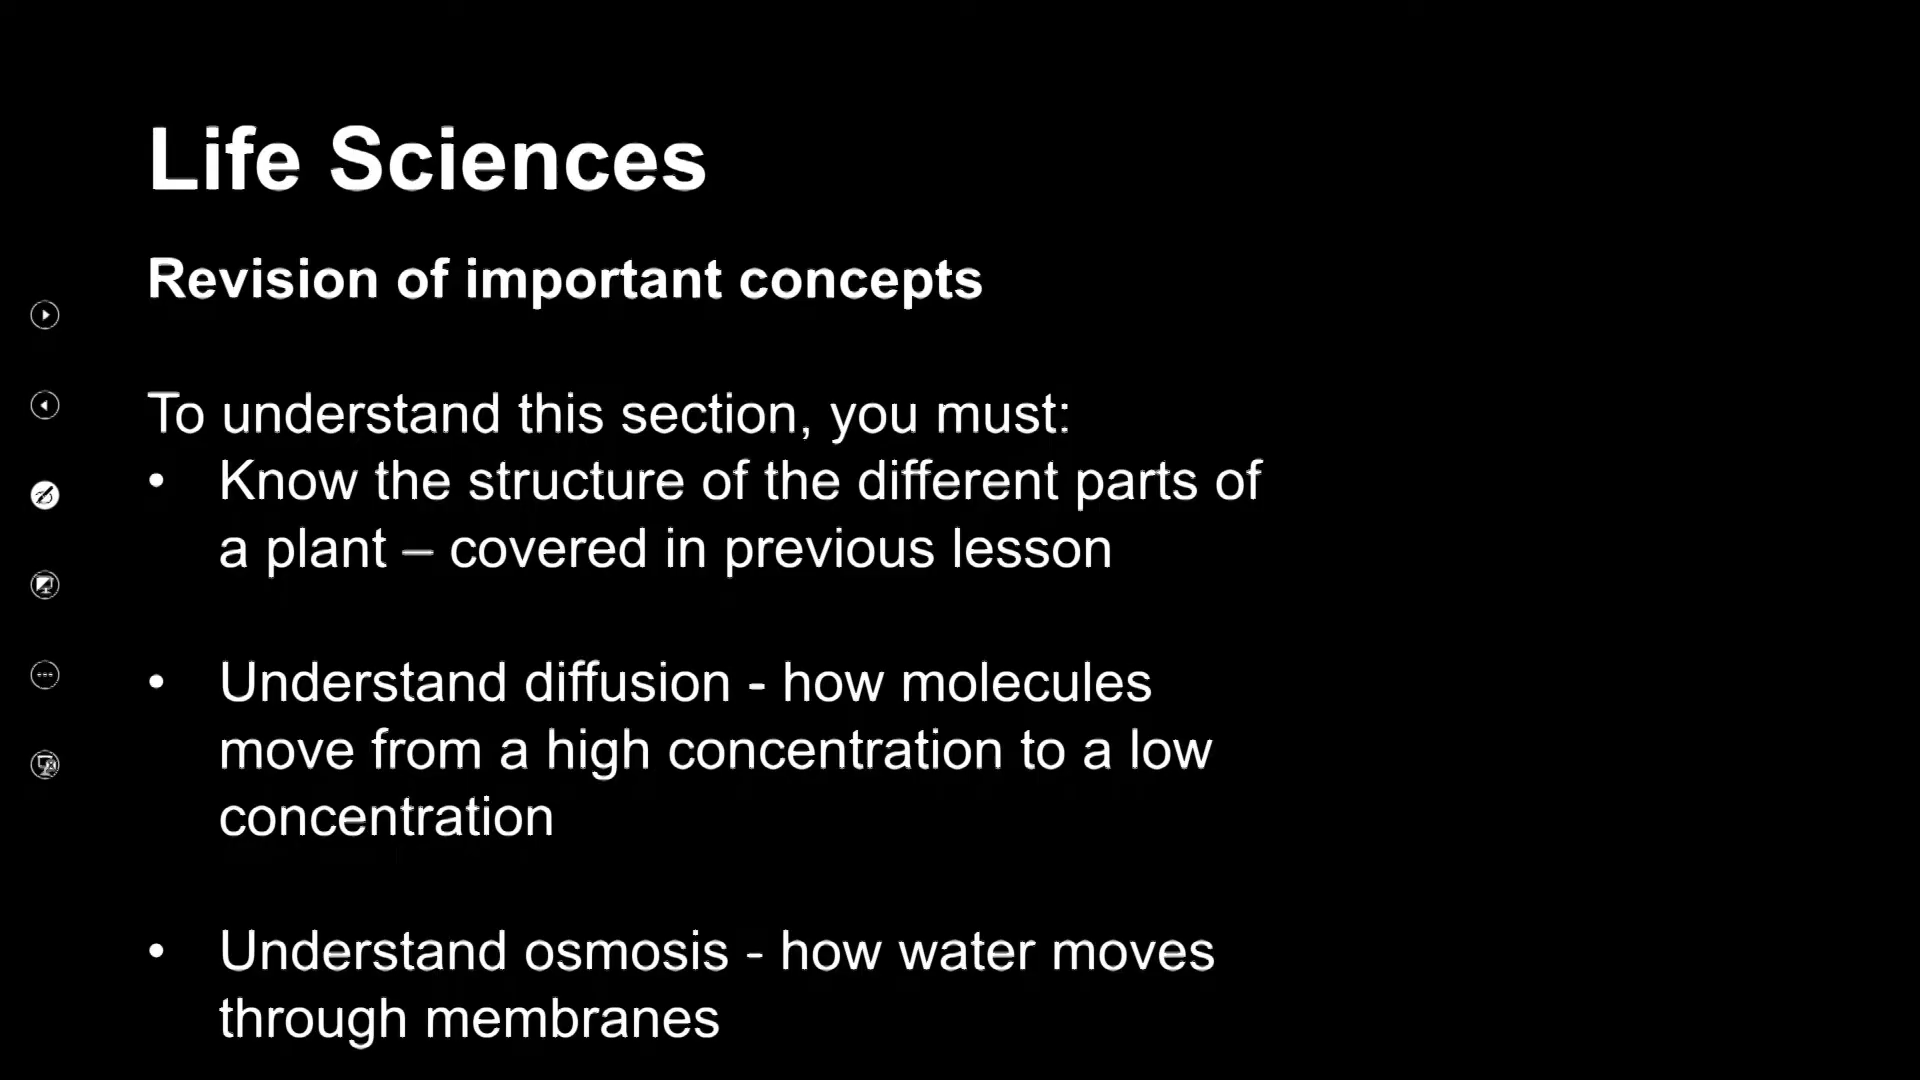 Life Sciences
Revision of important concepts
To understand this section, you must:
• Know the structure of the different parts of
a plant – covered in previous lesson
• Understand diffusion - how molecules
move from a high concentration to a low
concentration
• Understand osmosis - how water moves
through membranes